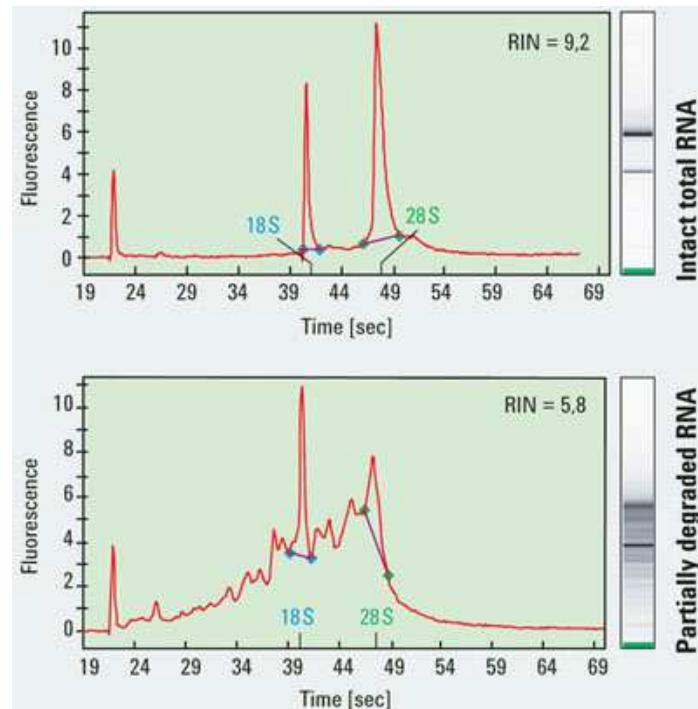 RIN = 9,2
Fluorescence
10
8
6
4
2
0
18S
28S
19 24 29 34 39 44 49 54 59 64 69
Time [sec]
Intact total RNA
RIN = 5,8
Fluorescence
10
8
6
4
2
0
18S
28S
19 24 29 34 39 44 49 54 59 64 69
Time [sec]
Partially degraded RNA